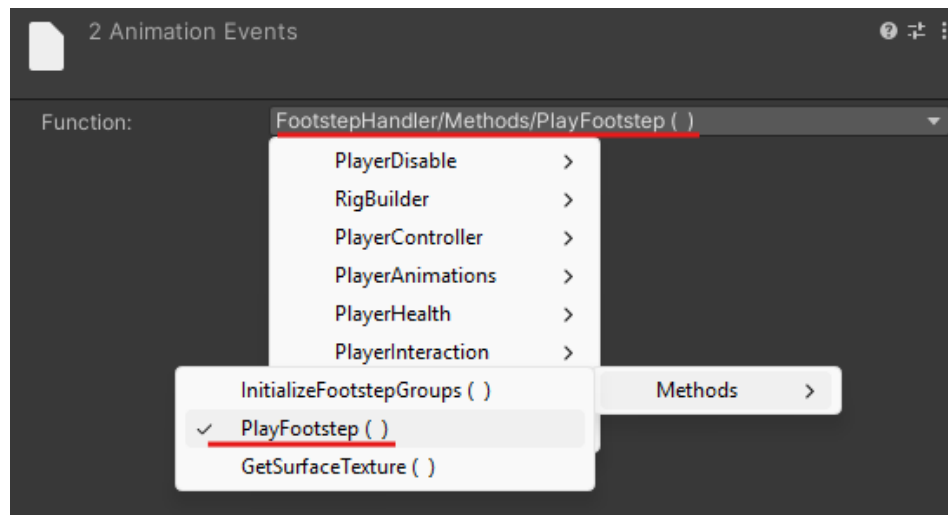 2 Animation Events
Function:
FootstepHandler/Methods/PlayFootstep ( )
PlayerDisable
RigBuilder
PlayerController
PlayerAnimations
PlayerHealth
PlayerInteraction
Methods
InitializeFootstepGroups ( )
PlayFootstep ( )
GetSurfaceTexture ( )